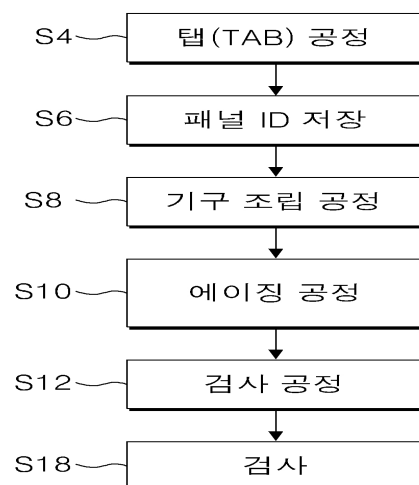 S4 탭(TAB) 공정
S6 패널 ID 저장
S8 기구 조립 공정
S10 에이징 공정
S12 검사 공정
S18 검사